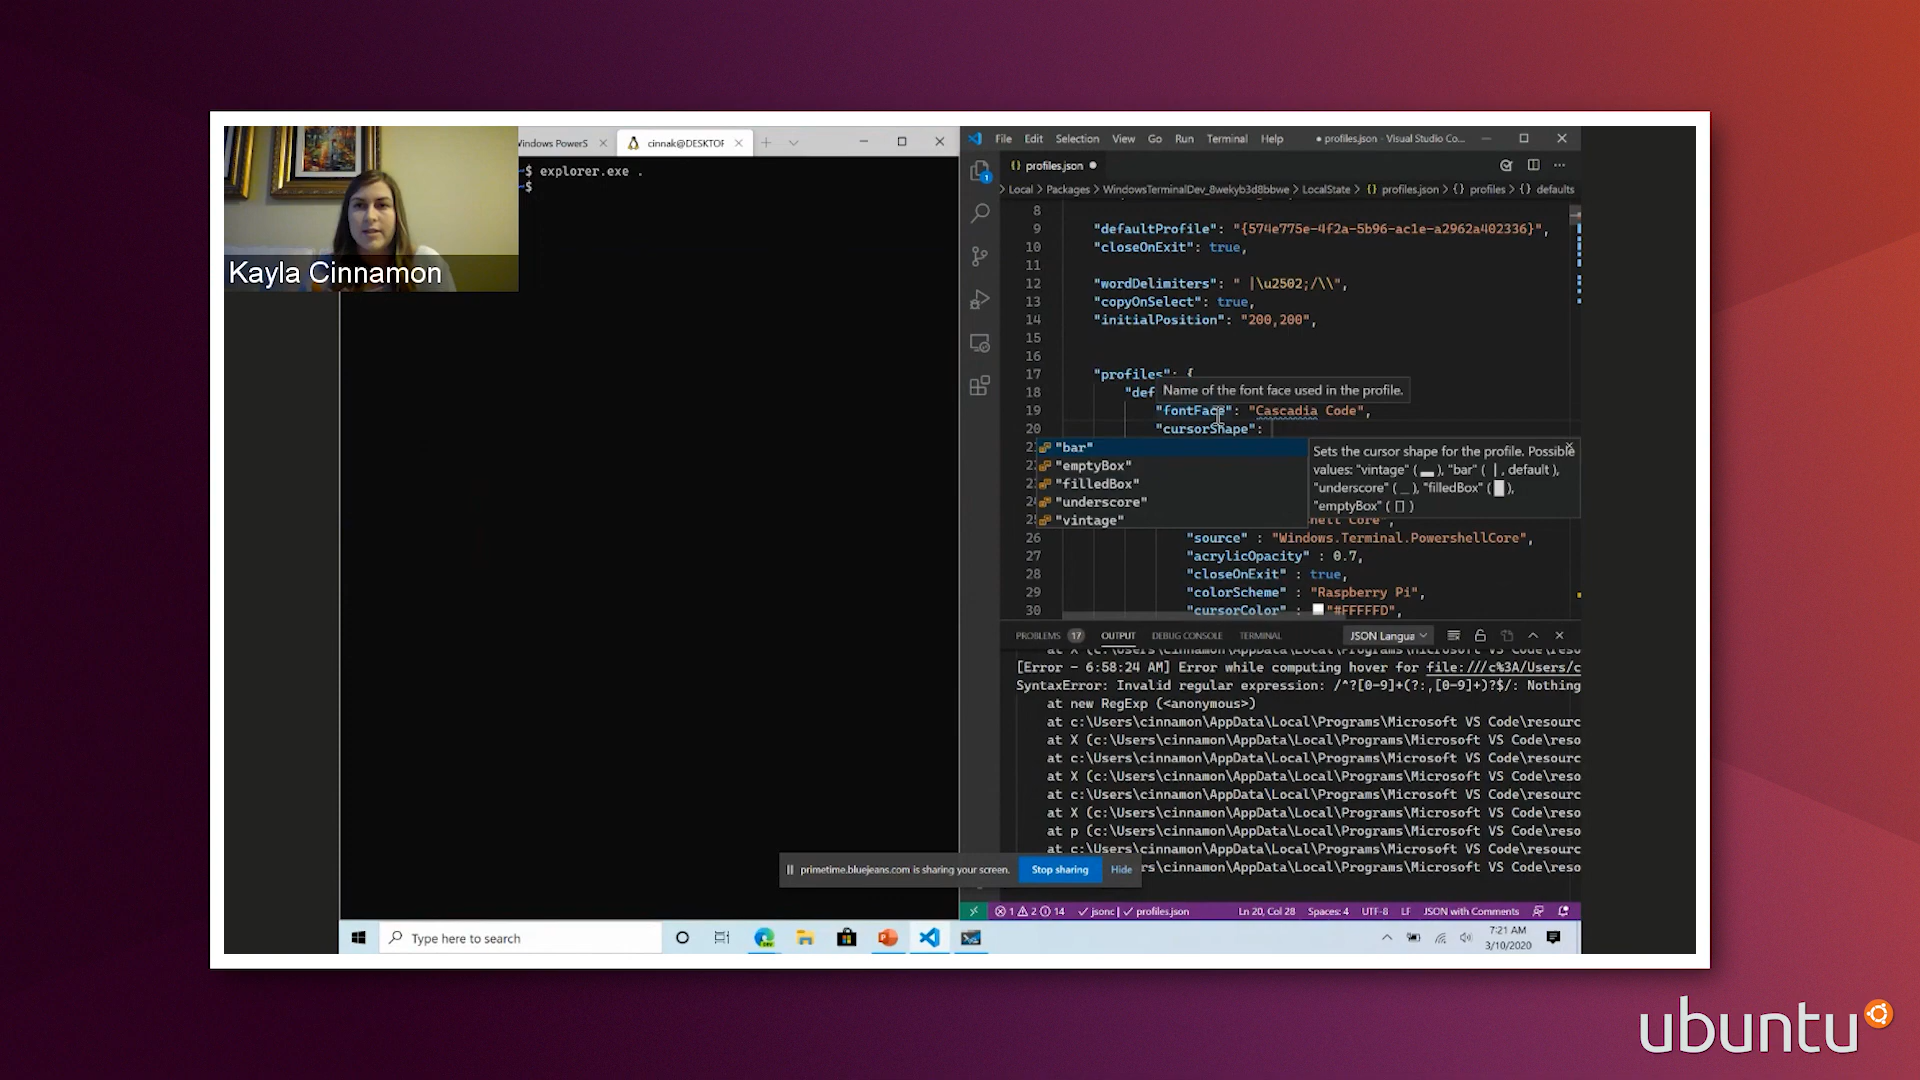 Kayla Cinnamon
Windows PowerS
cinnak@DESKTOP
~$ explorer.exe .
~$
File Edit Selection View Go Run Terminal Help
● profiles.json - Visual Studio Co...
{} profiles.json ●
> Local > Packages > WindowsTerminalDev_8wekyb3d8bbwe > LocalState > {} profiles.json > {} profiles > {} defaults
1
8
9 "defaultProfile": "{574e775e-4f2a-5b96-ac1e-a2962a402336}",
10 "closeOnExit": true,
11
12 "wordDelimiters": " |\u2502;/\\",
13 "copyOnSelect": true,
14 "initialPosition": "200,200",
15
16
17 "profiles": {
18 "def
Name of the font face used in the profile.
19 "fontFace": "Cascadia Code",
20 "cursorShape":
"bar"
"emptyBox"
"filledBox"
"underscore"
"vintage"
Sets the cursor shape for the profile. Possible
values: "vintage" ( ▃ ), "bar" ( ┃, default ),
"underscore" ( _ ), "filledBox" ( █ ),
"emptyBox" ( ▯ )
26 "source" : "Windows.Terminal.PowershellCore",
27 "acrylicOpacity" : 0.7,
28 "closeOnExit" : true,
29 "colorScheme" : "Raspberry Pi",
30 "cursorColor" : "#FFFFFD",
PROBLEMS 17 OUTPUT DEBUG CONSOLE TERMINAL JSON Langua
at X (c:\Users\cinnamon\AppData\Local\Programs\Microsoft VS Code\reso
[Error - 6:58:24 AM] Error while computing hover for file:///c%3A/Users/c
SyntaxError: Invalid regular expression: /^?[0-9]+(?:,[0-9]+)?$/: Nothing
at new RegExp (<anonymous>)
at c:\Users\cinnamon\AppData\Local\Programs\Microsoft VS Code\resourc
at X (c:\Users\cinnamon\AppData\Local\Programs\Microsoft VS Code\reso
at c:\Users\cinnamon\AppData\Local\Programs\Microsoft VS Code\resourc
at X (c:\Users\cinnamon\AppData\Local\Programs\Microsoft VS Code\reso
at c:\Users\cinnamon\AppData\Local\Programs\Microsoft VS Code\resourc
at X (c:\Users\cinnamon\AppData\Local\Programs\Microsoft VS Code\reso
at p (c:\Users\cinnamon\AppData\Local\Programs\Microsoft VS Code\reso
at c:\Users\cinnamon\AppData\Local\Programs\Microsoft VS Code\resourc
rs\cinnamon\AppData\Local\Programs\Microsoft VS Code\resourc
primetime.bluejeans.com is sharing your screen. Stop sharing Hide
1 2 14 jsonc | profiles.json Ln 20, Col 28 Spaces: 4 UTF-8 LF JSON with Comments
Type here to search
7:21 AM
3/10/2020
ubuntu